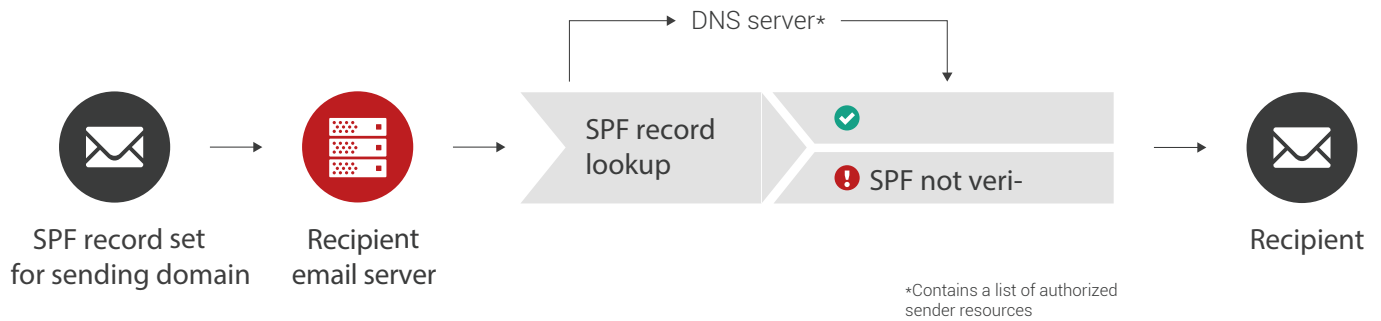 DNS server*
SPF record
lookup
SPF not veri-
SPF record set
for sending domain
Recipient
email server
Recipient
*Contains a list of authorized
sender resources